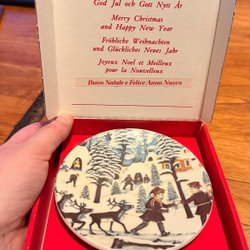 God Jul och Gott Nytt År
Merry Christmas
and Happy New Year
Fröhliche Weihnachten
und Glückliches Neues Jahr
Joyeux Noel et Meilleux
pour la Nouvelleux
Buon Natale e Felice Anno Nuovo